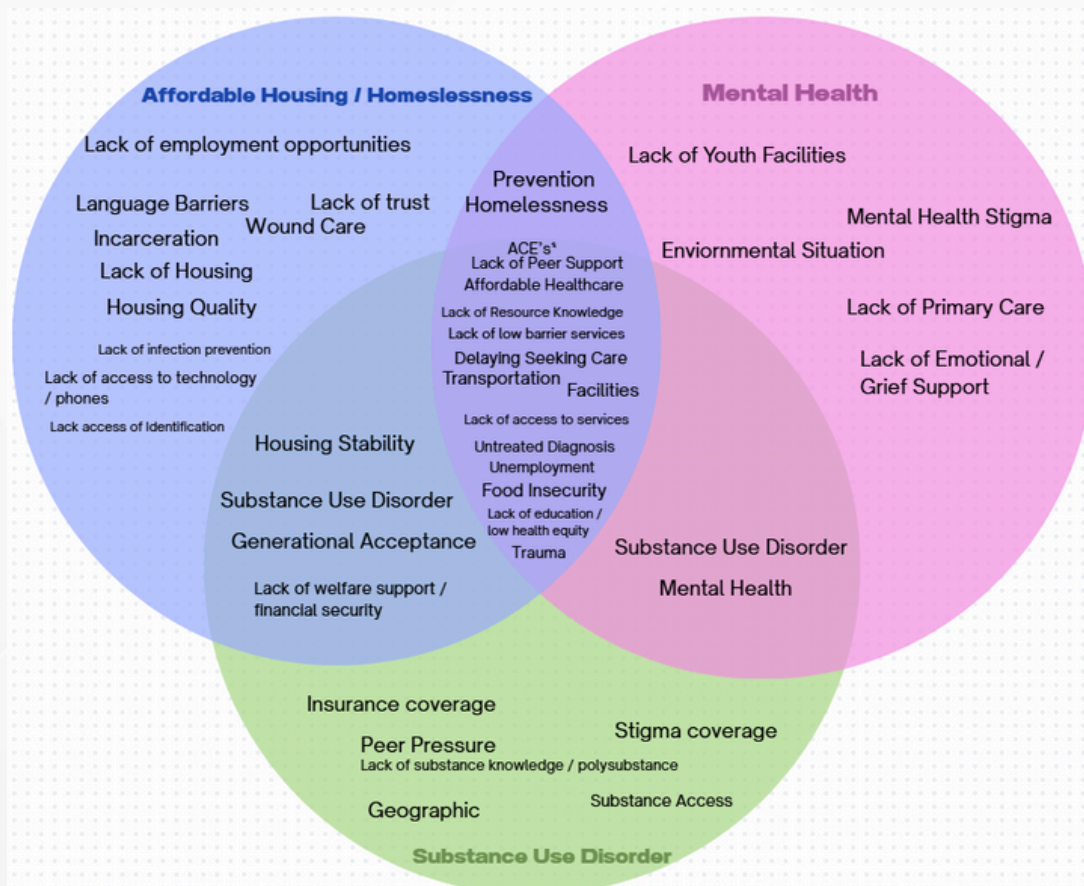 Affordable Housing / Homeslessness
Lack of employment opportunities
Language Barriers
Lack of trust
Wound Care
Incarceration
Lack of Housing
Housing Quality
Lack of infection prevention
Lack of access to technology
/ phones
Lack access of Identification
Mental Health
Lack of Youth Facilities
Mental Health Stigma
Enviornmental Situation
Lack of Primary Care
Lack of Emotional /
Grief Support
Prevention
Homelessness
ACE's*
Lack of Peer Support
Affordable Healthcare
Lack of Resource Knowledge
Lack of low barrier services
Delaying Seeking Care
Transportation
Facilities
Lack of access to services
Untreated Diagnosis
Unemployment
Food Insecurity
Lack of education /
low health equity
Trauma
Housing Stability
Substance Use Disorder
Generational Acceptance
Lack of welfare support /
financial security
Substance Use Disorder
Mental Health
Insurance coverage
Stigma coverage
Peer Pressure
Lack of substance knowledge / polysubstance
Substance Access
Geographic
Substance Use Disorder